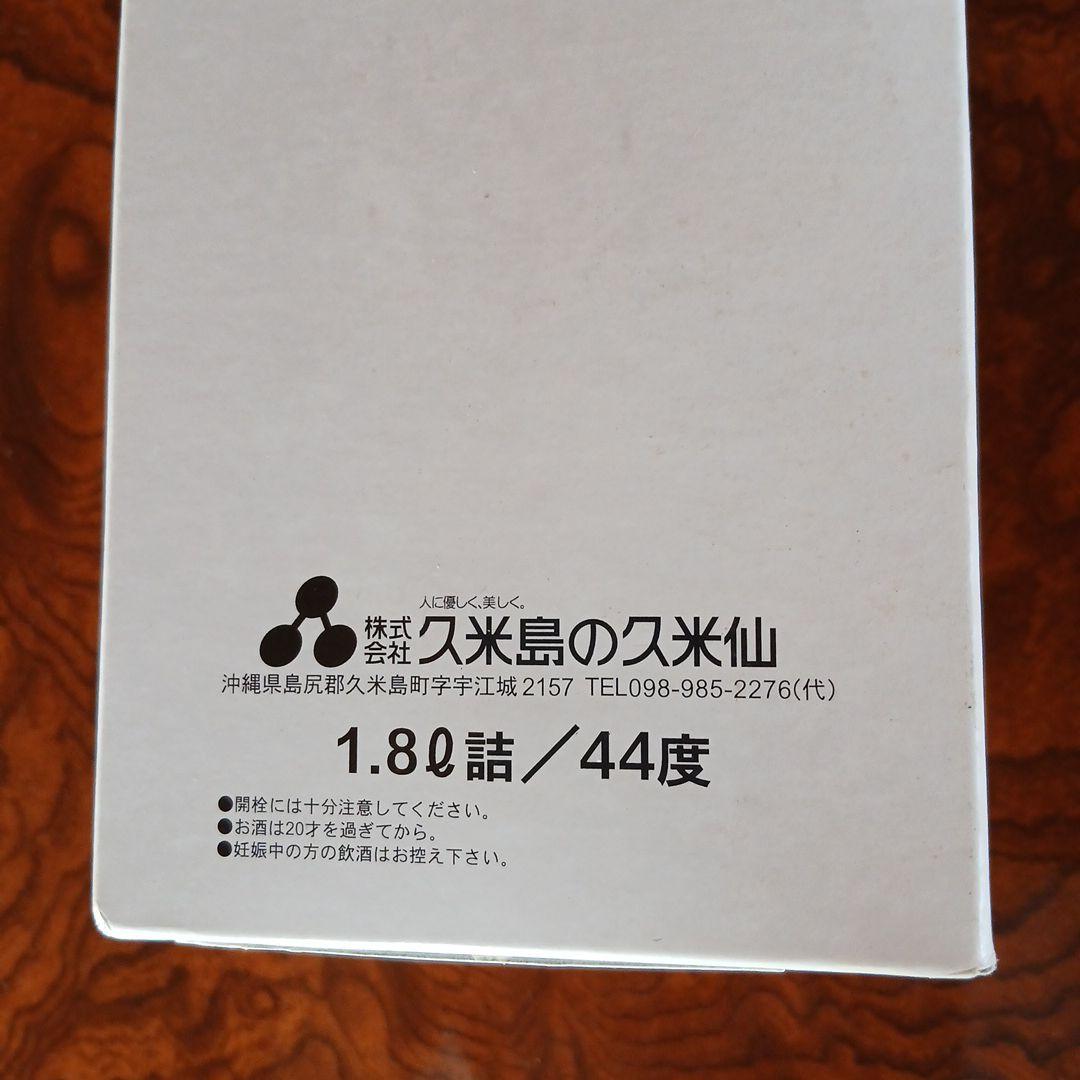 人に優しく、美しく。
株式会社 久米島の久米仙
沖縄県島尻郡久米島町字宇江城2157 TEL098-985-2276(代)
1.8ℓ詰/44度
●開栓には十分注意してください。
●お酒は20才を過ぎてから。
●妊娠中の方の飲酒はお控え下さい。